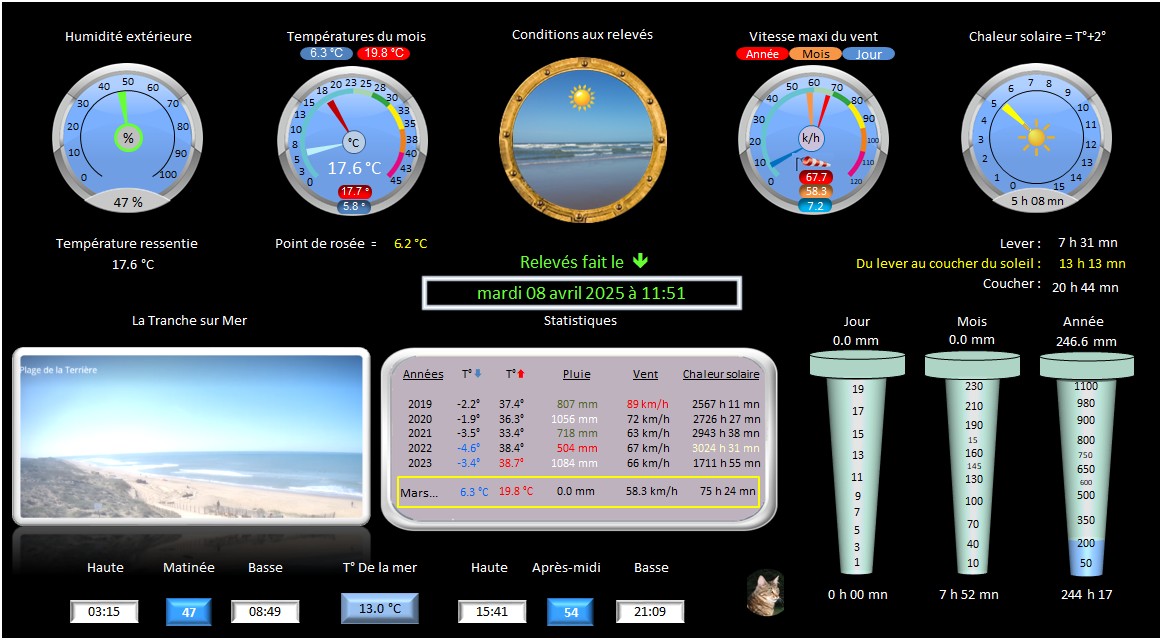 Humidité extérieure
Températures du mois
6.3 °C 19.8 °C
Conditions aux relevés
Vitesse maxi du vent
Année Mois Jour
Chaleur solaire = T°+2°
0 10 20 30 40 50 60 70 80 90 100
%
47 %
0 3 5 8 10 13 15 18 20 23 25 28 30 33 35 38 40 43 45
°C
17.6 °C
17.7 °
5.8 °
0 10 20 30 40 50 60 70 80 90 100 110 120
k/h
67.7
58.3
7.2
0 1 2 3 4 5 6 7 8 9 10 11 12 13 14 15
5 h 08 mn
Température ressentie
17.6 °C
Point de rosée = 6.2 °C
Relevés fait le
mardi 08 avril 2025 à 11:51
Lever : 7 h 31 mn
Du lever au coucher du soleil : 13 h 13 mn
Coucher : 20 h 44 mn
La Tranche sur Mer
Plage de la Terrière
Statistiques
Années T° T° Pluie Vent Chaleur solaire
2019 -2.2° 37.4° 807 mm 89 km/h 2567 h 11 mn
2020 -1.9° 36.3° 1056 mm 72 km/h 2726 h 27 mn
2021 -3.5° 33.4° 718 mm 63 km/h 2943 h 38 mn
2022 -4.6° 38.4° 504 mm 67 km/h 3024 h 31 mn
2023 -3.4° 38.7° 1084 mm 66 km/h 1711 h 55 mn
Mars... 6.3 °C 19.8 °C 0.0 mm 58.3 km/h 75 h 24 mn
Jour
0.0 mm
19
17
15
13
11
9
7
5
3
1
0 h 00 mn
Mois
0.0 mm
230
210
190
15
160
145
130
100
70
40
10
7 h 52 mn
Année
246.6 mm
1100
980
900
800
750
650
600
500
350
200
50
244 h 17
Haute Matinée Basse
03:15 47 08:49
T° De la mer
13.0 °C
Haute Après-midi Basse
15:41 54 21:09